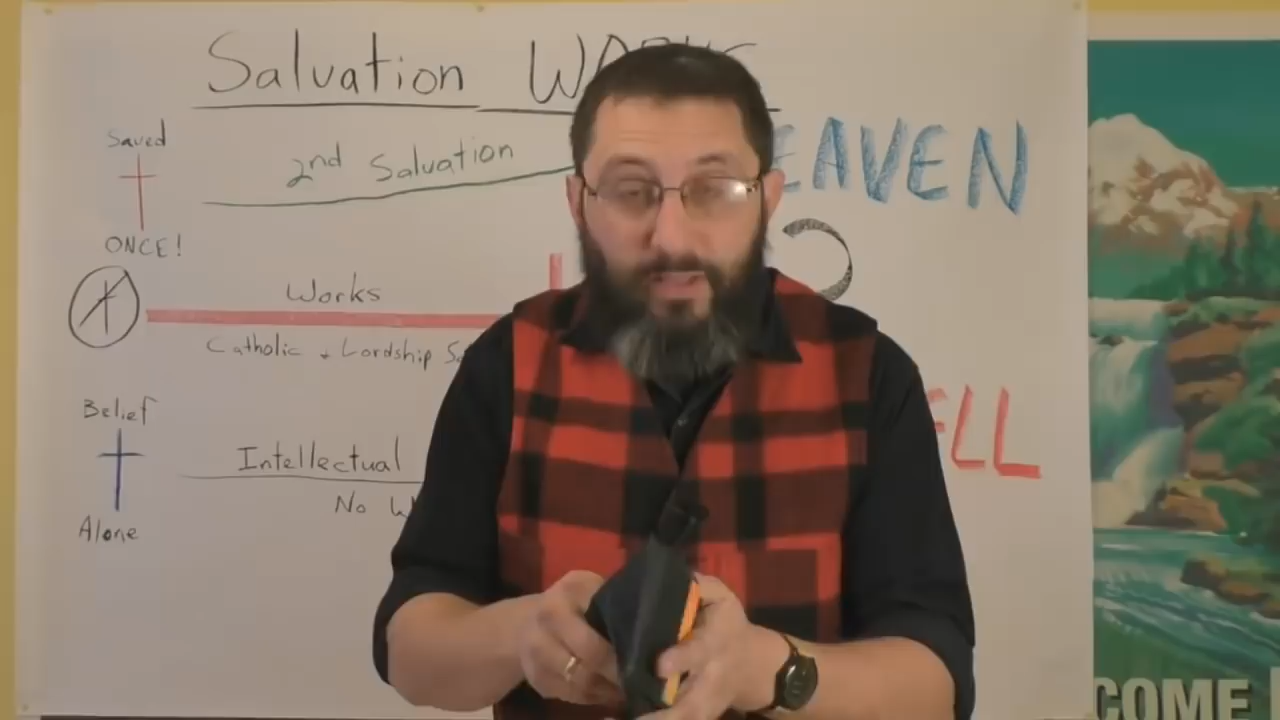 Salvation
Saved
2nd Salvation
EAVEN
ONCE!
Works
Catholic + Lordship
Belief
ELL
Intellectual
No
Alone
COME